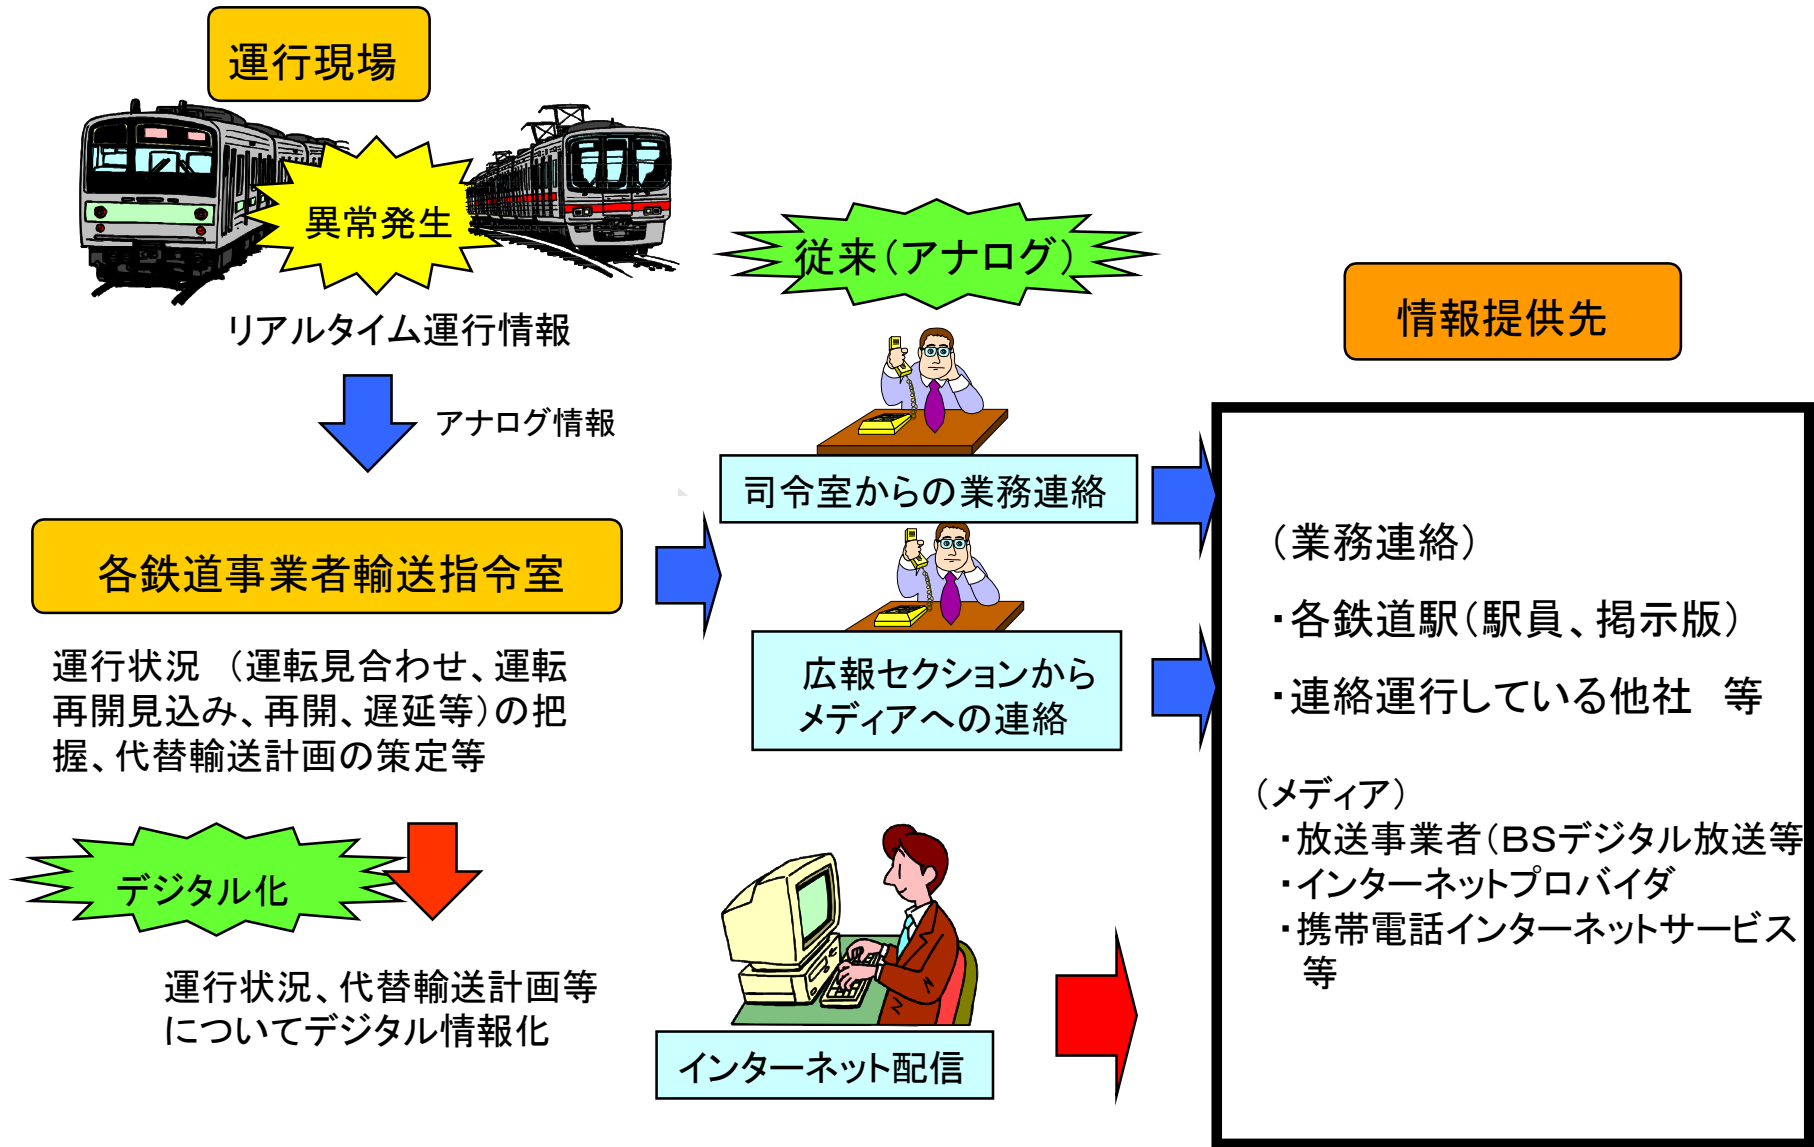 運行現場
異常発生
リアルタイム運行情報
アナログ情報
各鉄道事業者輸送指令室
運行状況　（運転見合わせ、運転
再開見込み、再開、遅延等）の把
握、代替輸送計画の策定等
デジタル化
運行状況、代替輸送計画等
についてデジタル情報化
従来（アナログ）
司令室からの業務連絡
広報セクションから
メディアへの連絡
インターネット配信
情報提供先
（業務連絡）
・各鉄道駅（駅員、掲示版）
・連絡運行している他社　等
（メディア）
・放送事業者（ＢＳデジタル放送等
・インターネットプロバイダ
・携帯電話インターネットサービス
等